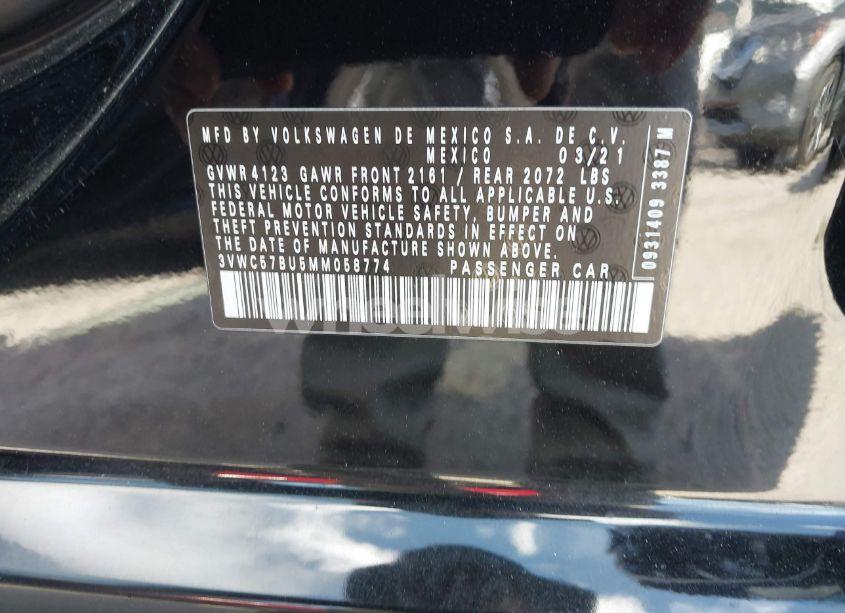 MFD BY VOLKSWAGEN DE MEXICO S.A. DE C.V.
MEXICO 03/21
GVWR 4123 GAWR FRONT 2161 / REAR 2072 LBS
THIS VEHICLE CONFORMS TO ALL APPLICABLE U.S.
FEDERAL MOTOR VEHICLE SAFETY, BUMPER AND
THEFT PREVENTION STANDARDS IN EFFECT ON
THE DATE OF MANUFACTURE SHOWN ABOVE.
3VWC57BU5MM058774 PASSENGER CAR
0931409 3387 M
wheelwise